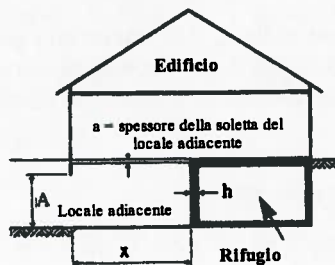 Edificio
a = spessore della soletta del
locale adiacente
A
h
Locale adiacente
x
Rifugio